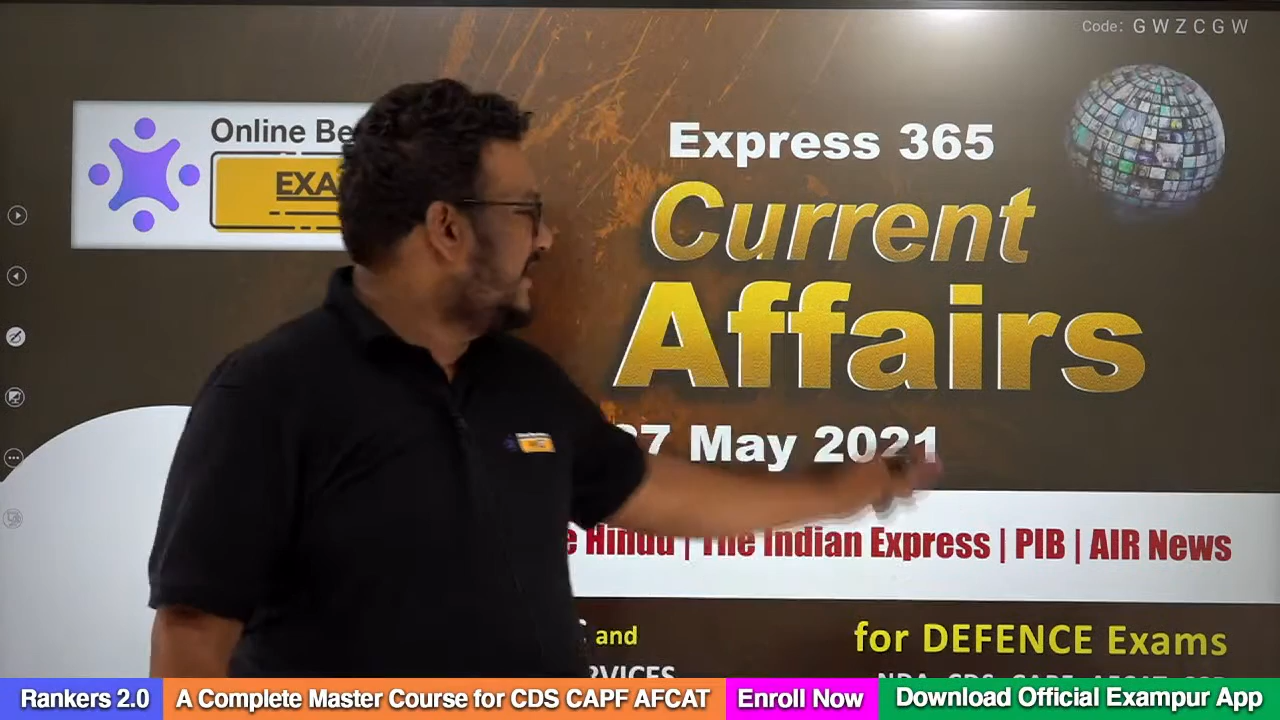 Code: G W Z C G W
Online Be
EXA
Express 365
Current
Affairs
27 May 2021
Hindu | The Indian Express | PIB | AIR News
and
for DEFENCE Exams
Rankers 2.0
A Complete Master Course for CDS CAPF AFCAT
Enroll Now
Download Official Exampur App